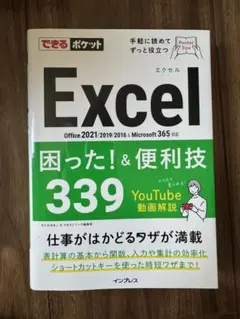 できる ポケット
手軽に読めて
ずっと役立つ
Pocket
Size
エクセル
Excel
Office 2021/2019/2016 & Microsoft 365 対応
困った!&便利技
339
YouTube
動画解説
仕事がはかどるワザが満載
表計算の基本から関数、入力や集計の効率化
ショートカットキーを使った時短ワザまで!
インプレス